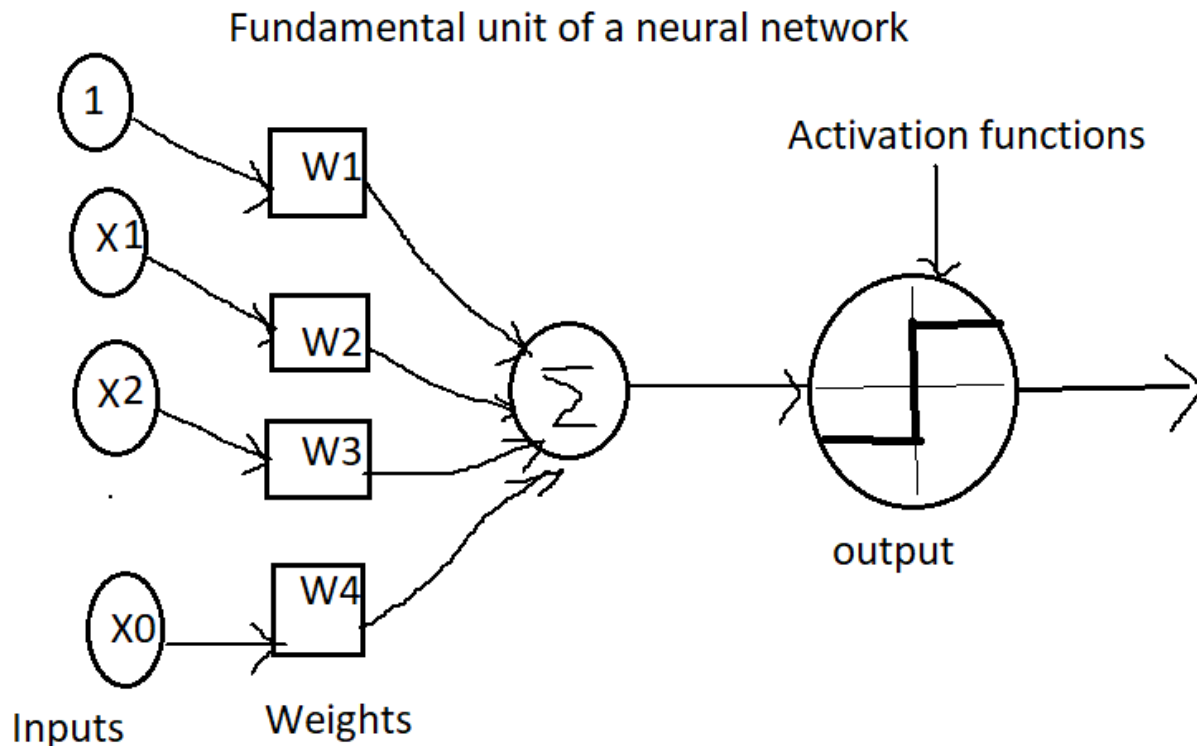 Fundamental unit of a neural network
1
W1
Activation functions
X1
W2
X2
Σ
W3
output
W4
X0
Inputs
Weights